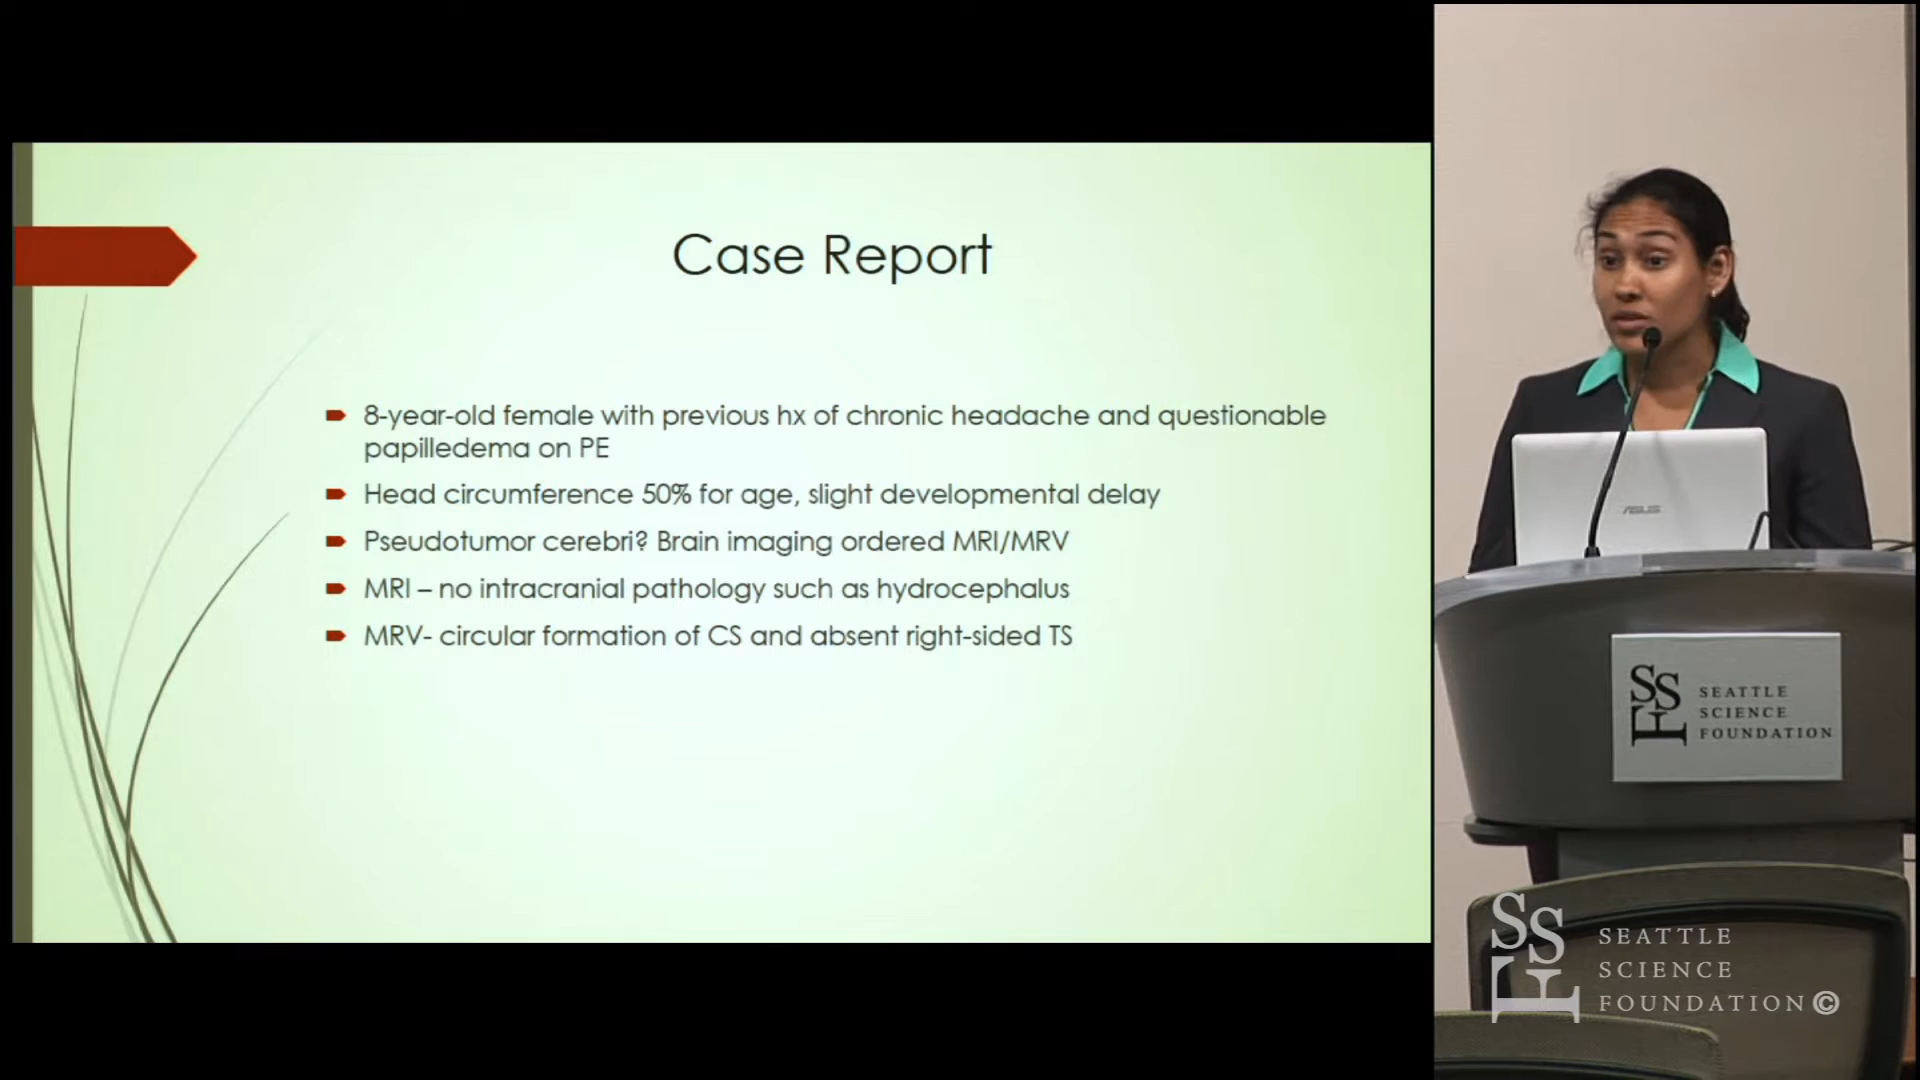 Case Report
8-year-old female with previous hx of chronic headache and questionable
papilledema on PE
Head circumference 50% for age, slight developmental delay
Pseudotumor cerebri? Brain imaging ordered MRI/MRV
MRI – no intracranial pathology such as hydrocephalus
MRV- circular formation of CS and absent right-sided TS
ASUS
SSF
SEATTLE
SCIENCE
FOUNDATION
SSF
SEATTLE
SCIENCE
FOUNDATION©